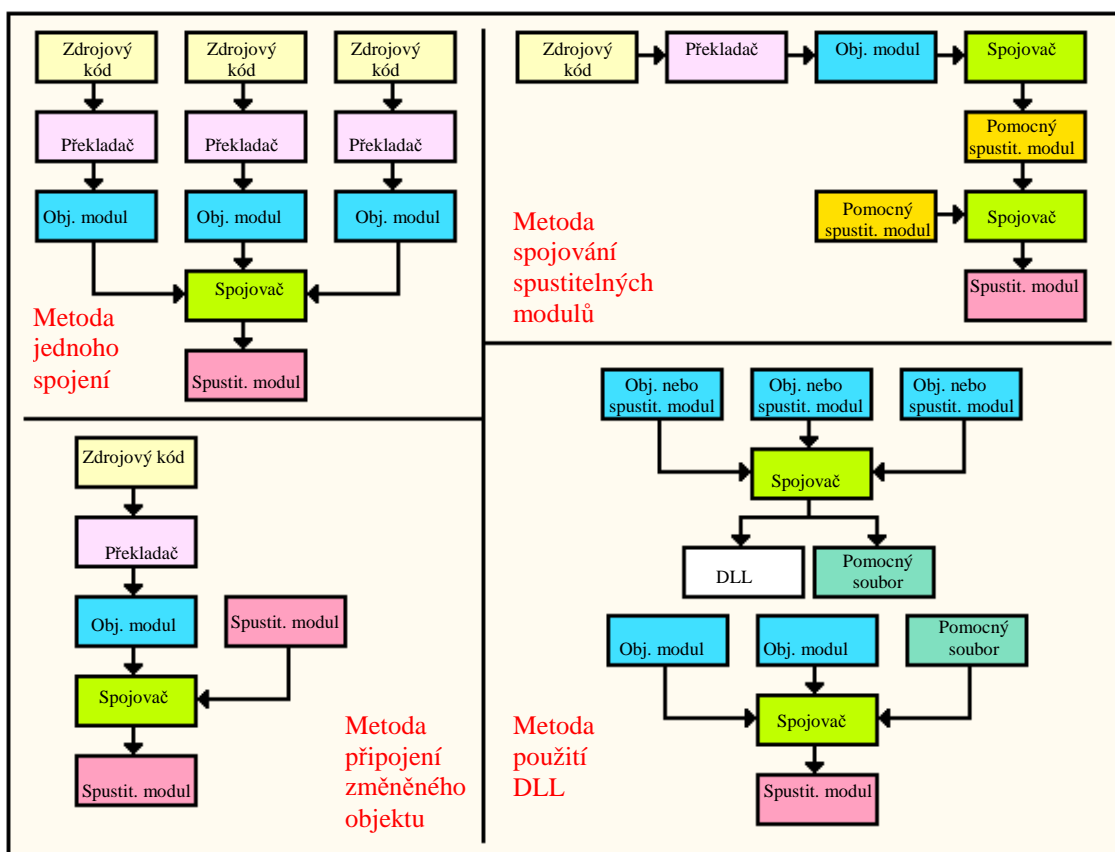 Zdrojový
kód
Zdrojový
kód
Zdrojový
kód
Překladač
Překladač
Překladač
Obj. modul
Obj. modul
Obj. modul
Spojovač
Metoda
jednoho
spojení
Spustit. modul
Zdrojový
kód
Překladač
Obj. modul
Spojovač
Pomocný
spustit. modul
Pomocný
spustit. modul
Spojovač
Spustit. modul
Metoda
spojování
spustitelných
modulů
Zdrojový kód
Překladač
Obj. modul
Spustit. modul
Spojovač
Spustit. modul
Metoda
připojení
změněného
objektu
Obj. nebo
spustit. modul
Obj. nebo
spustit. modul
Obj. nebo
spustit. modul
Spojovač
DLL
Pomocný
soubor
Obj. modul
Obj. modul
Pomocný
soubor
Spojovač
Spustit. modul
Metoda
použití
DLL